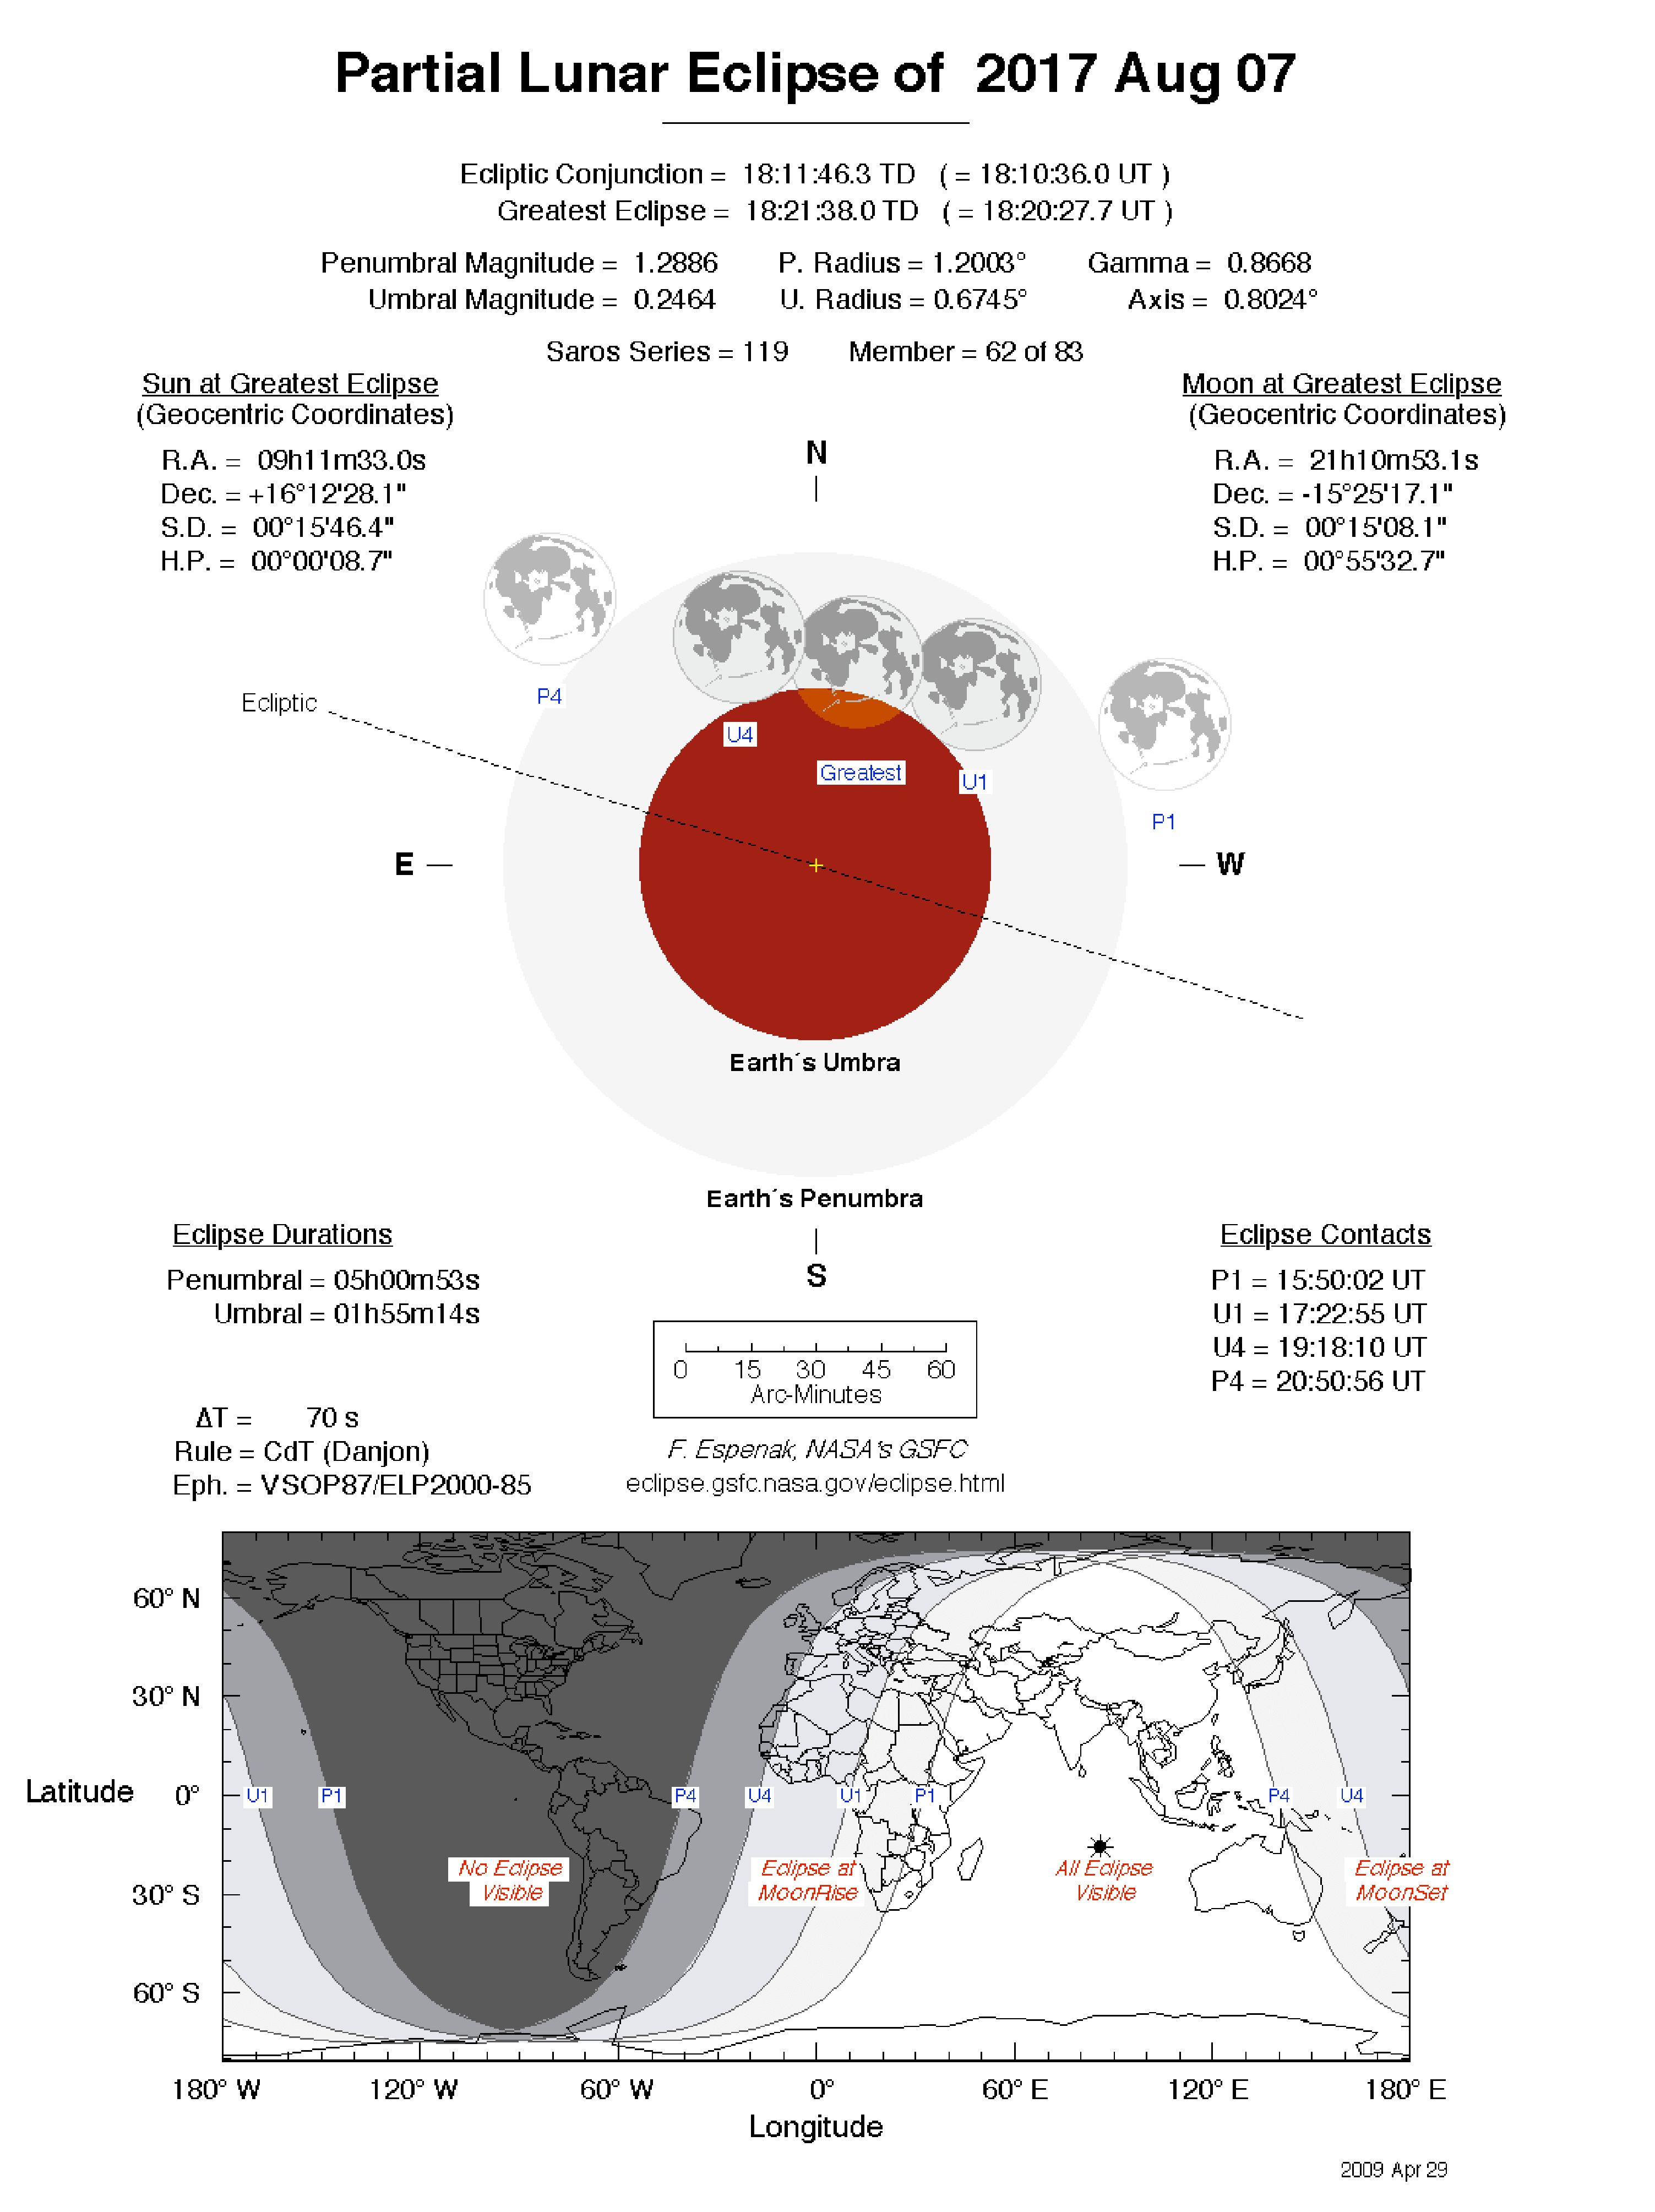 Partial Lunar Eclipse of 2017 Aug 07
Ecliptic Conjunction = 18:11:46.3 TD ( = 18:10:36.0 UT )
Greatest Eclipse = 18:21:38.0 TD ( = 18:20:27.7 UT )
Penumbral Magnitude = 1.2886 P. Radius = 1.2003° Gamma = 0.8668
Umbral Magnitude = 0.2464 U. Radius = 0.6745° Axis = 0.8024°
Saros Series = 119 Member = 62 of 83
Sun at Greatest Eclipse
(Geocentric Coordinates)
R.A. = 09h11m33.0s
Dec. = +16°12'28.1"
S.D. = 00°15'46.4"
H.P. = 00°00'08.7"
Moon at Greatest Eclipse
(Geocentric Coordinates)
R.A. = 21h10m53.1s
Dec. = -15°25'17.1"
S.D. = 00°15'08.1"
H.P. = 00°55'32.7"
N
P4
Ecliptic
U4
Greatest
U1
P1
E
W
Earth´s Umbra
Earth´s Penumbra
S
Eclipse Durations
Penumbral = 05h00m53s
Umbral = 01h55m14s
Eclipse Contacts
P1 = 15:50:02 UT
U1 = 17:22:55 UT
U4 = 19:18:10 UT
P4 = 20:50:56 UT
0 15 30 45 60
Arc-Minutes
ΔT = 70 s
Rule = CdT (Danjon)
Eph. = VSOP87/ELP2000-85
F. Espenak, NASA's GSFC
eclipse.gsfc.nasa.gov/eclipse.html
60° N
30° N
Latitude 0°
30° S
60° S
U1 P1 P4 U4 U1 P1 P4 U4
No Eclipse
Visible
Eclipse at
MoonRise
All Eclipse
Visible
Eclipse at
MoonSet
180° W 120° W 60° W 0° 60° E 120° E 180° E
Longitude
2009 Apr 29